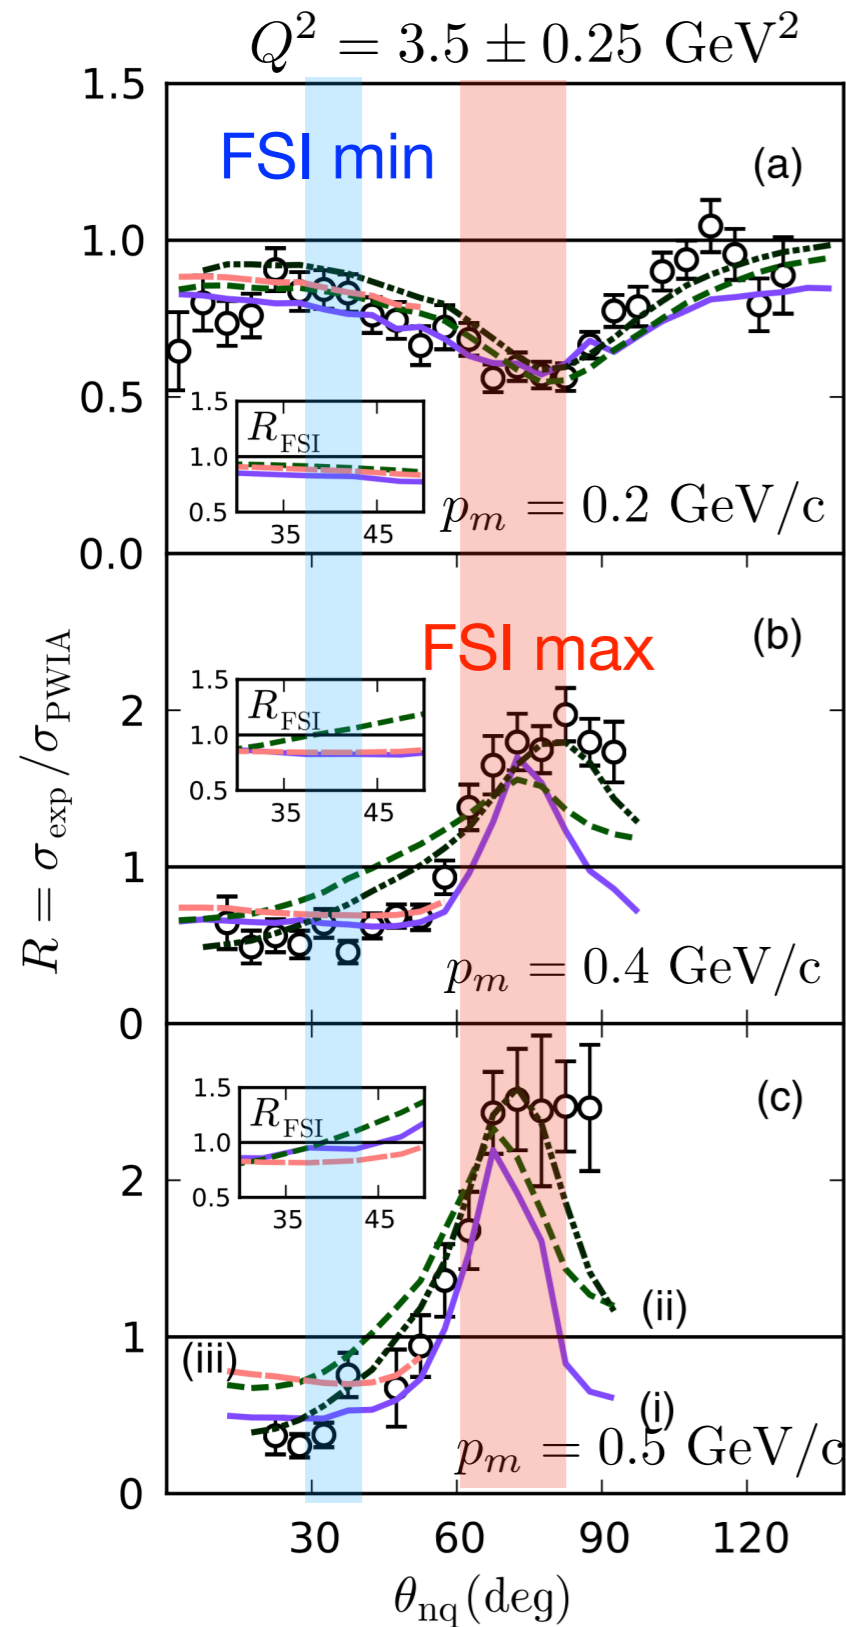 Q² = 3.5 ± 0.25 GeV²
1.5
FSI min
(a)
1.0
0.5
1.5
R_FSI
1.0
0.5
35 45
p_m = 0.2 GeV/c
0.0
FSI max
(b)
2
1.5
R_FSI
1.0
0.5
35 45
1
p_m = 0.4 GeV/c
0
R = σ_exp/σ_PWIA
(c)
1.5
R_FSI
1.0
0.5
35 45
2
(ii)
1
(iii)
(i)
p_m = 0.5 GeV/c
0
30 60 90 120
θ_nq(deg)